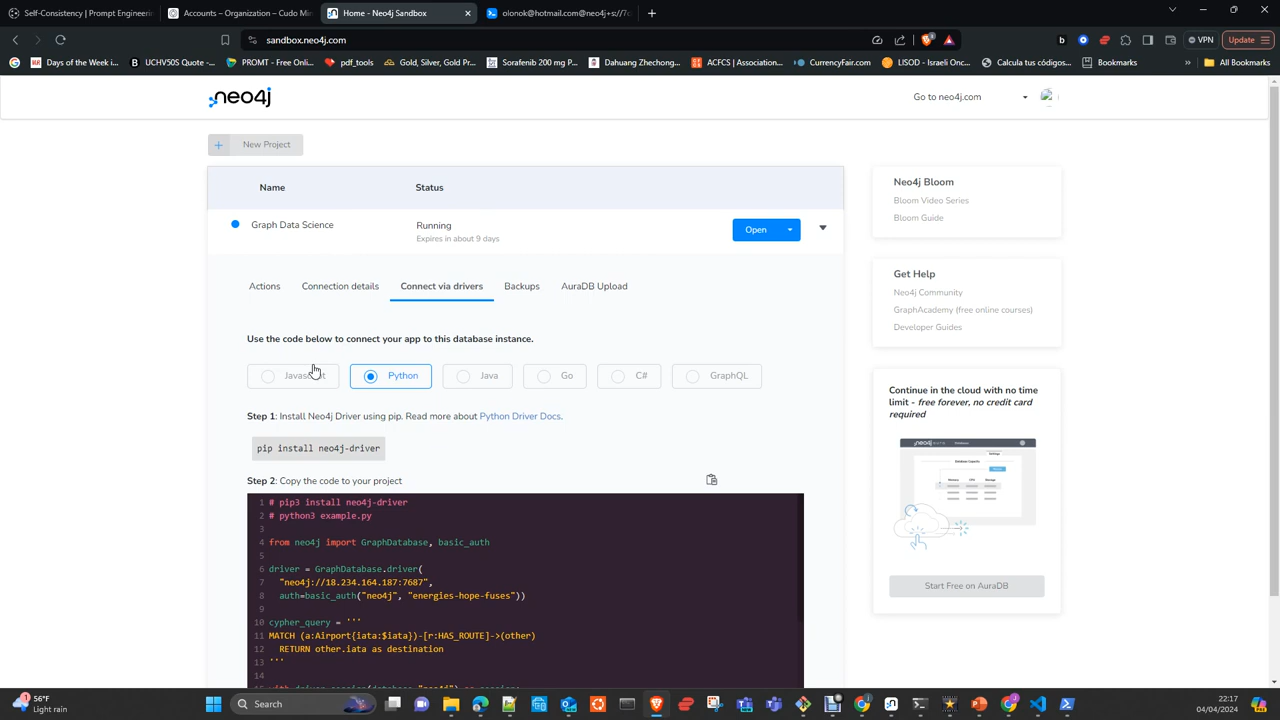 Self-Consistency | Prompt Engineerin
Accounts – Organization – Cudo Min
Home - Neo4j Sandbox
olonok@hotmail.com@neo4j+s://7c
sandbox.neo4j.com
VPN
Update
Days of the Week i...
UCHV50S Quote -...
PROMT - Free Onli...
pdf_tools
Gold, Silver, Gold Pr...
Sorafenib 200 mg f...
Dahuang Zhechong...
ACFCS | Association...
CurrencyFair.com
LISOD - Israeli Onc...
Calcula tus códigos...
Bookmarks
All Bookmarks
neo4j
Go to neo4j.com
New Project
Name
Status
Graph Data Science
Running
Expires in about 9 days
Open
Actions
Connection details
Connect via drivers
Backups
AuraDB Upload
Use the code below to connect your app to this database instance.
Python
Java
Go
C#
GraphQL
Step 1: Install Neo4j Driver using pip. Read more about Python Driver Docs.
pip install neo4j-driver
Step 2: Copy the code to your project
1 # pip3 install neo4j-driver
2 # python3 example.py
3
4 from neo4j import GraphDatabase, basic_auth
5
6 driver = GraphDatabase.driver(
7 "neo4j://18.234.164.187:7687",
8 auth=basic_auth("neo4j", "energies-hope-fuses"))
9
10 cypher_query = '''
11 MATCH (a:Airport{iata:$iata})-[r:HAS_ROUTE]->(other)
12 RETURN other.iata as destination
13 '''
14
Neo4j Bloom
Bloom Video Series
Bloom Guide
Get Help
Neo4j Community
GraphAcademy (free online courses)
Developer Guides
Continue in the cloud with no time
limit - free forever, no credit card
required
Start Free on AuraDB
56°F
Light rain
Search
22:17
04/04/2024